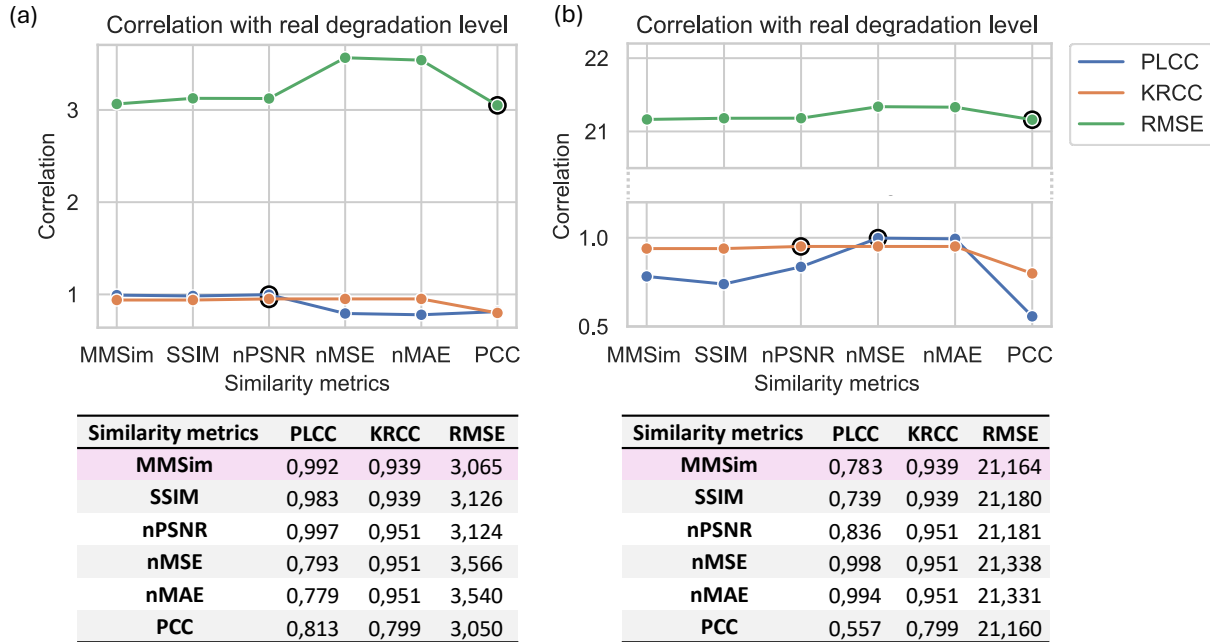 (a)
Correlation with real degradation level
3
2
1
Correlation
MMSim SSIM nPSNR nMSE nMAE PCC
Similarity metrics
Similarity metrics PLCC KRCC RMSE
MMSim 0,992 0,939 3,065
SSIM 0,983 0,939 3,126
nPSNR 0,997 0,951 3,124
nMSE 0,793 0,951 3,566
nMAE 0,779 0,951 3,540
PCC 0,813 0,799 3,050
(b)
Correlation with real degradation level
22
21
1.0
0.5
Correlation
MMSim SSIM nPSNR nMSE nMAE PCC
Similarity metrics
PLCC
KRCC
RMSE
Similarity metrics PLCC KRCC RMSE
MMSim 0,783 0,939 21,164
SSIM 0,739 0,939 21,180
nPSNR 0,836 0,951 21,181
nMSE 0,998 0,951 21,338
nMAE 0,994 0,951 21,331
PCC 0,557 0,799 21,160